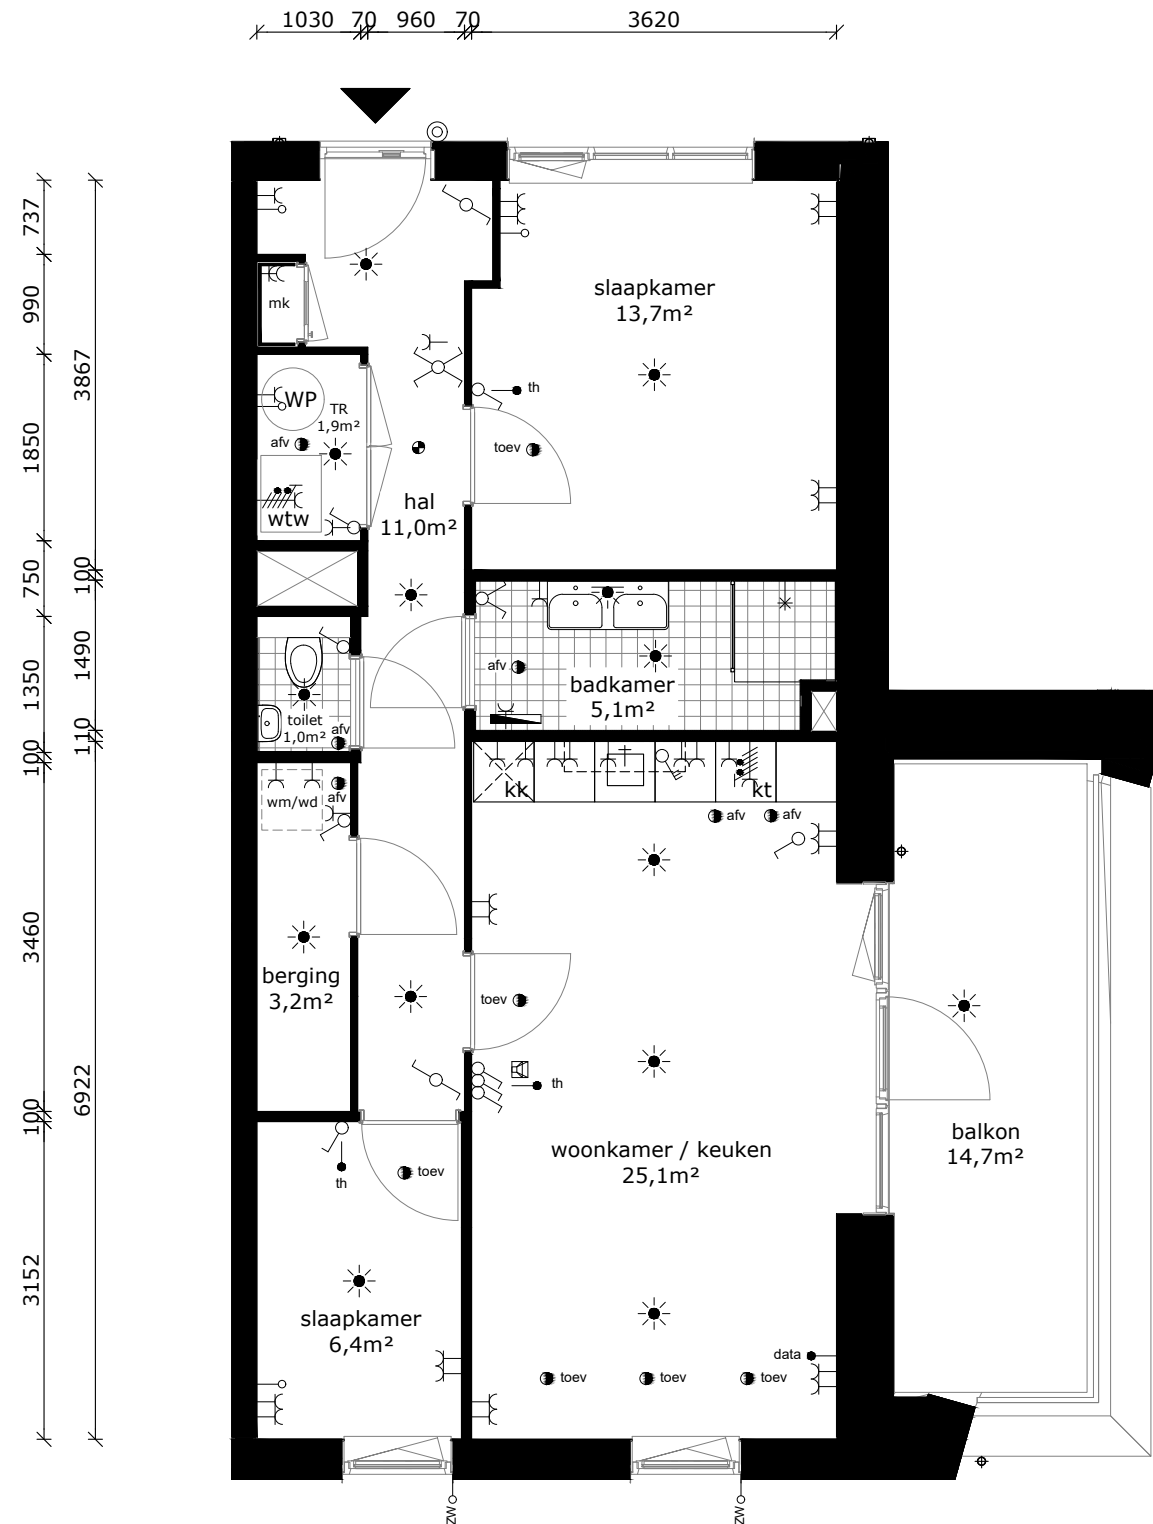 1030 70 960 70 3620
737
990
1850
750
1350
100
3460
100
3152
3867
100
1490
110
6922
mk
slaapkamer
13,7m²
th
WP
TR
1,9m²
afv
wtw
toev
hal
11,0m²
afv
badkamer
5,1m²
toilet
1,0m²
afv
wm/wd
afv
kk
kt
afv
afv
berging
3,2m²
toev
th
woonkamer / keuken
25,1m²
balkon
14,7m²
th
toev
slaapkamer
6,4m²
data
toev
toev
toev
zw
zw